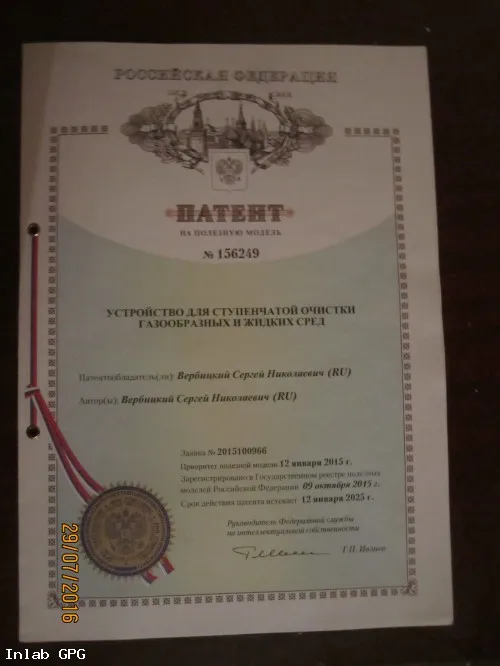 РОССИЙСКАЯ ФЕДЕРАЦИЯ
ПАТЕНТ
НА ПОЛЕЗНУЮ МОДЕЛЬ
№ 156249
УСТРОЙСТВО ДЛЯ СТУПЕНЧАТОЙ ОЧИСТКИ
ГАЗООБРАЗНЫХ И ЖИДКИХ СРЕД
Патентообладатель(ли): Вербицкий Сергей Николаевич (RU)
Автор(ы): Вербицкий Сергей Николаевич (RU)
Заявка № 2015100966
Приоритет полезной модели 12 января 2015 г.
Зарегистрировано в Государственном реестре полезных
моделей Российской Федерации 09 октября 2015 г.
Срок действия патента истекает 12 января 2025 г.
Руководитель Федеральной службы
по интеллектуальной собственности
Г.П. Ивлиев
29/07/2016
Inlab GPG